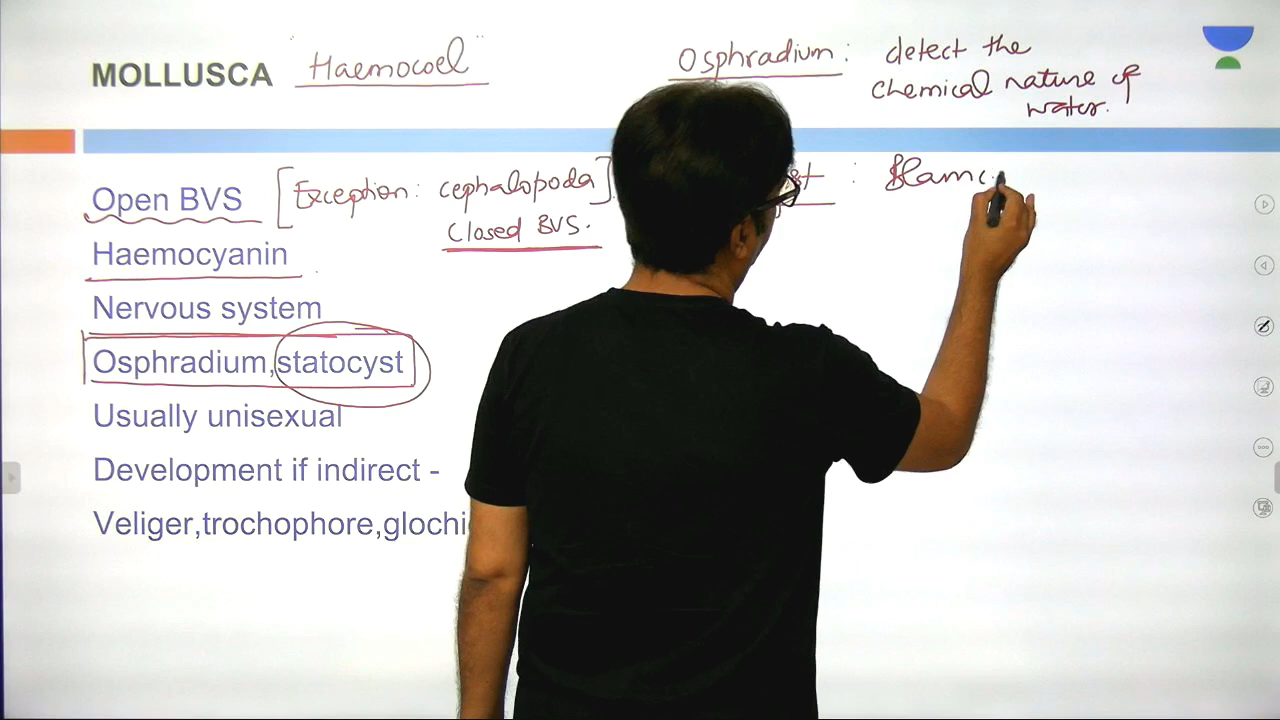 MOLLUSCA "Haemocoel"
Osphradium: detect the
chemical nature of
water.
Open BVS [Exception: cephalopoda]
Closed BVS.
Haemocyanin
Nervous system
Osphradium,statocyst
Usually unisexual
Development if indirect -
Veliger,trochophore,glochi